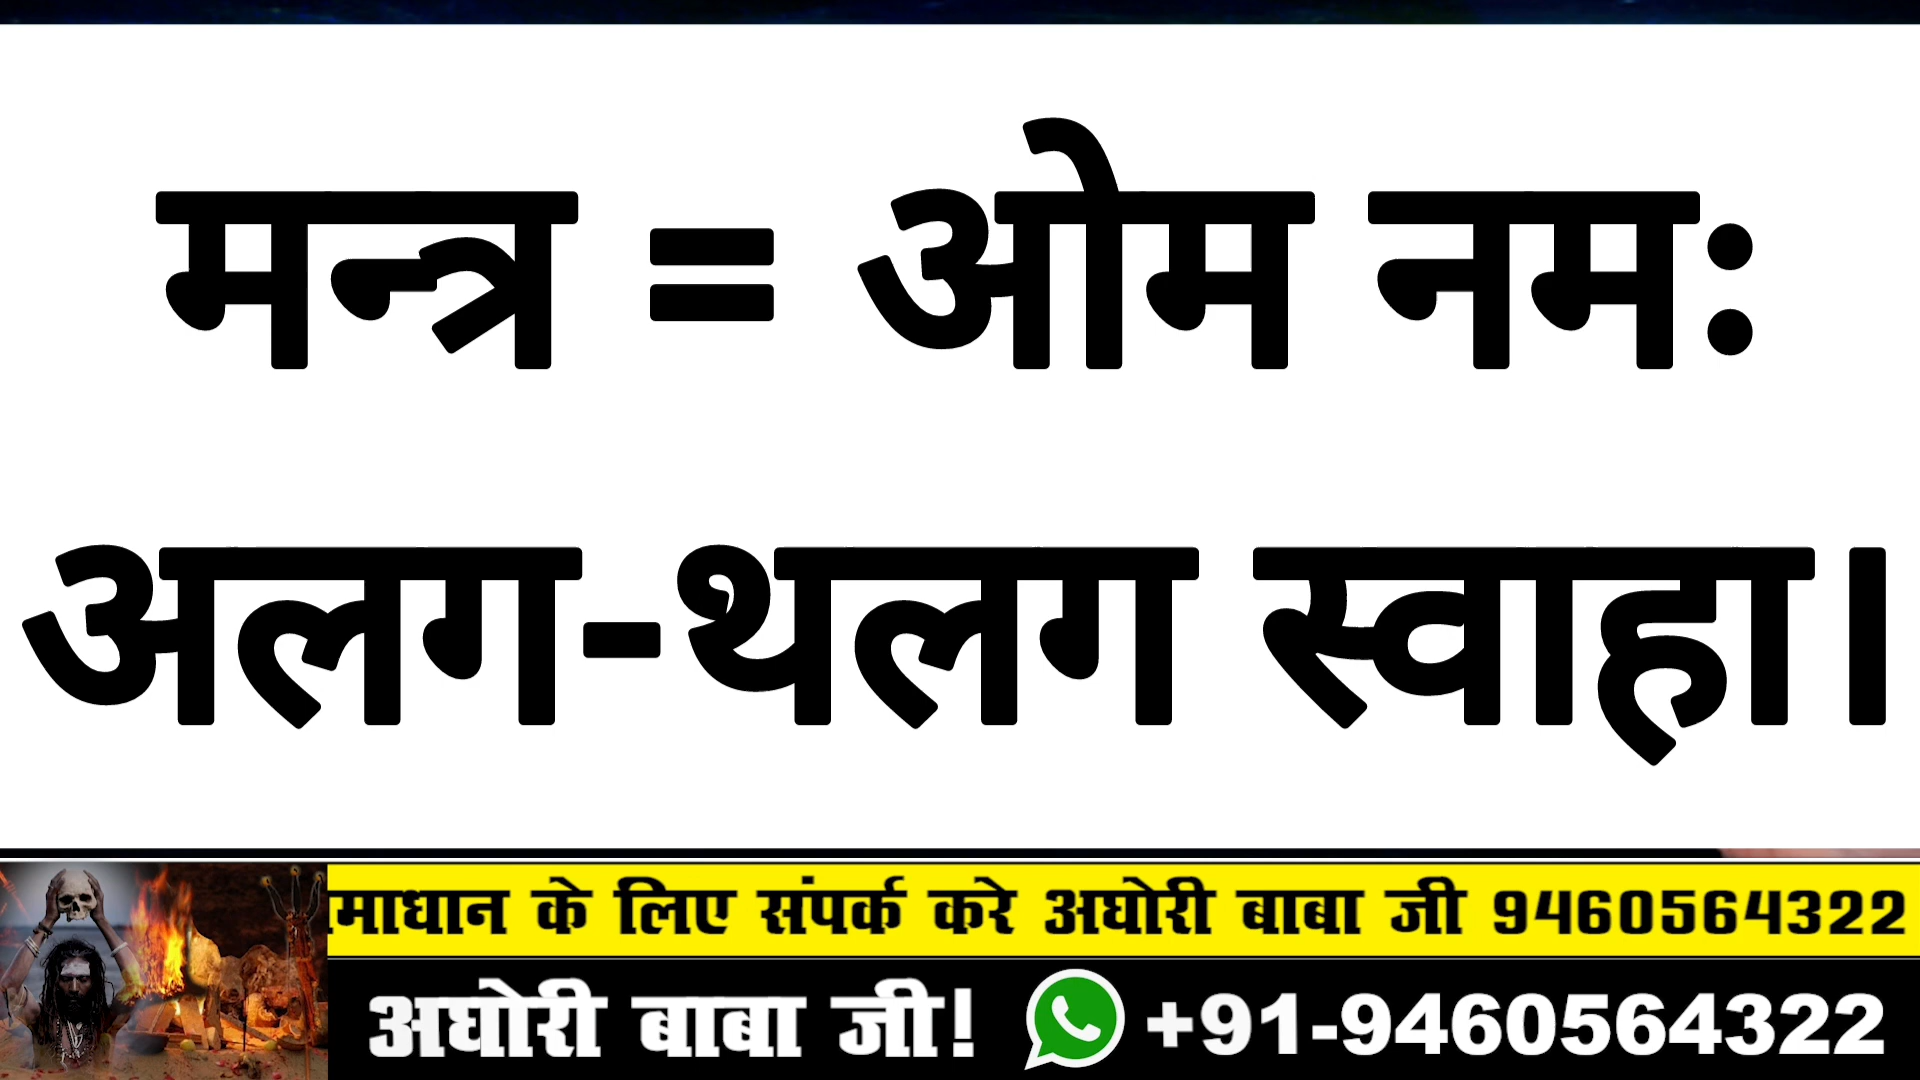 मन्त्र = ओम नमः
अलग-थलग स्वाहा।
माधान के लिए संपर्क करे अघोरी बाबा जी 9460564322
अघोरी बाबा जी! +91-9460564322